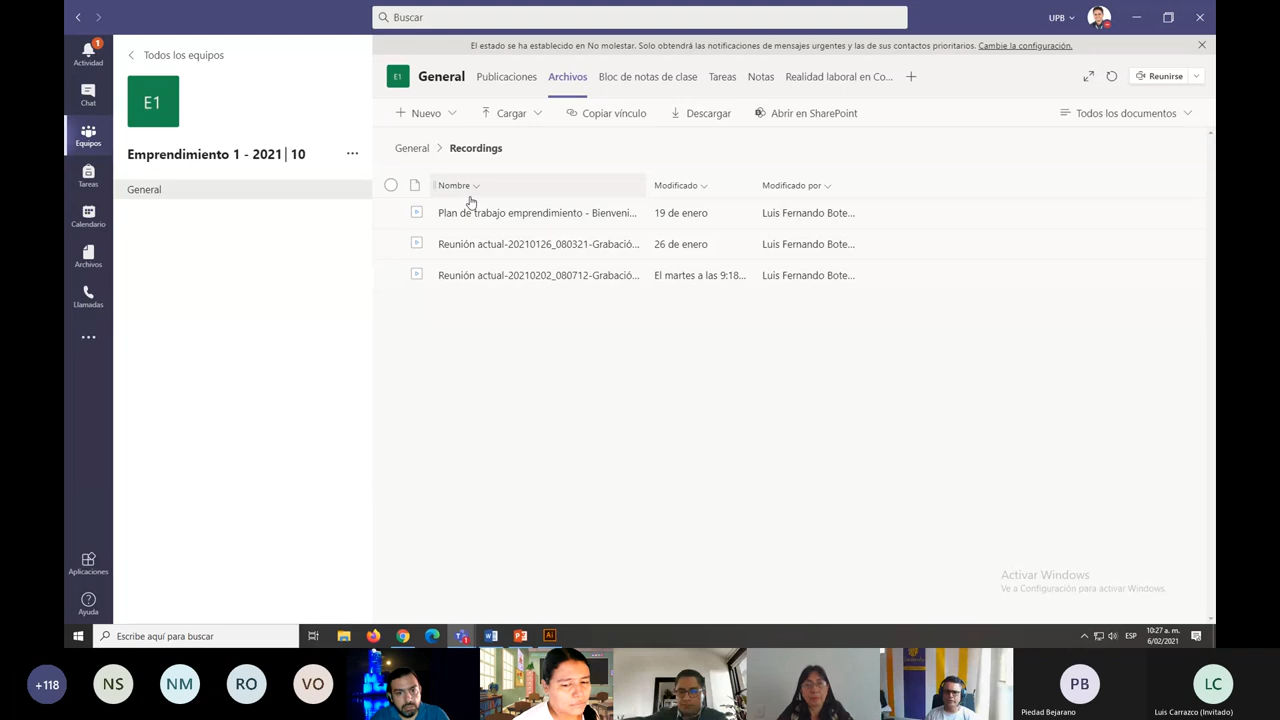 Buscar
UPB
El estado se ha establecido en No molestar. Solo obtendrá las notificaciones de mensajes urgentes y las de sus contactos prioritarios. Cambie la configuración.
1
Actividad
Chat
Equipos
Tareas
Calendario
Archivos
Llamadas
Aplicaciones
Ayuda
Todos los equipos
E1
Emprendimiento 1 - 2021| 10
General
E1 General Publicaciones Archivos Bloc de notas de clase Tareas Notas Realidad laboral en Co... Reunirse
Nuevo Cargar Copiar vínculo Descargar Abrir en SharePoint Todos los documentos
General > Recordings
Nombre Modificado Modificado por
Plan de trabajo emprendimiento - Bienveni... 19 de enero Luis Fernando Bote...
Reunión actual-20210126_080321-Grabació... 26 de enero Luis Fernando Bote...
Reunión actual-20210202_080712-Grabació... El martes a las 9:18... Luis Fernando Bote...
Activar Windows
Ve a Configuración para activar Windows.
Escribe aquí para buscar
ESP
10:27 a. m.
6/02/2021
+118 NS NM RO VO PB LC
Piedad Bejarano Luis Carrazco (Invitado)